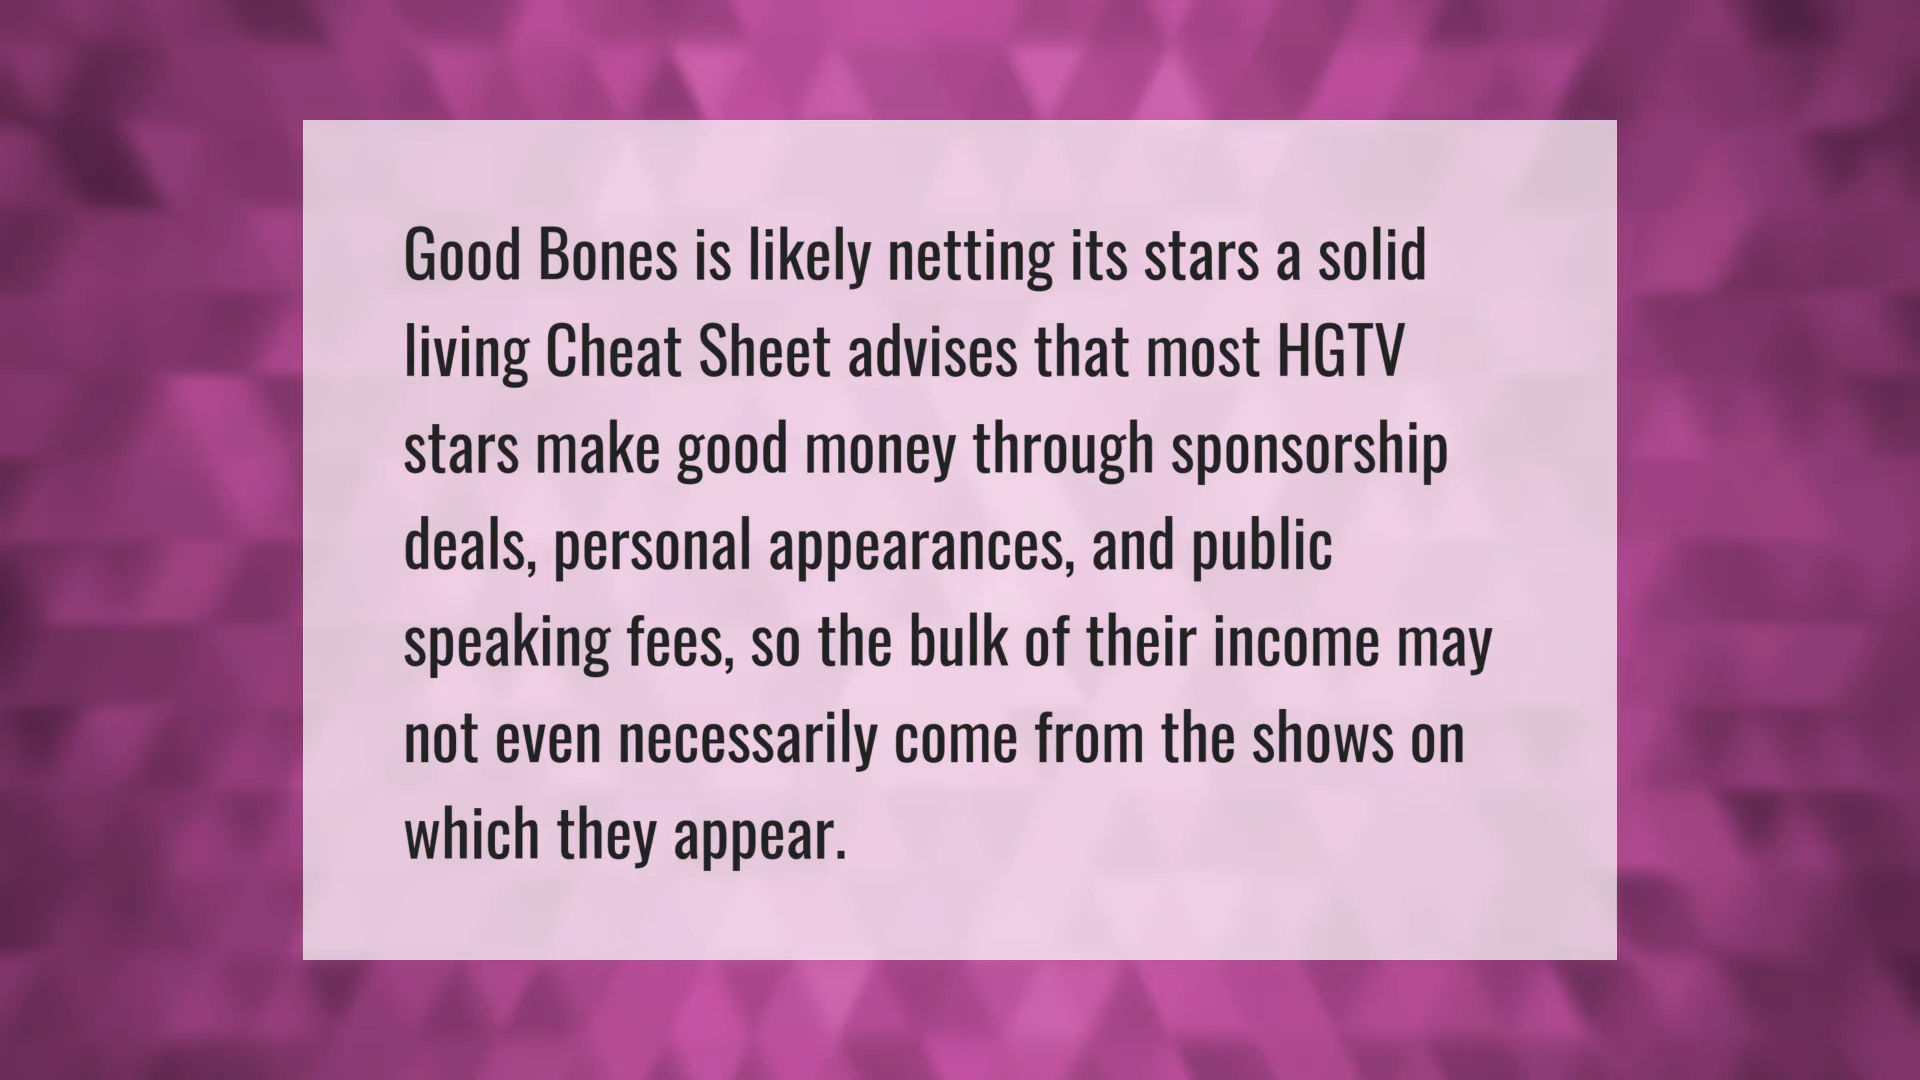 Good Bones is likely netting its stars a solid
living Cheat Sheet advises that most HGTV
stars make good money through sponsorship
deals, personal appearances, and public
speaking fees, so the bulk of their income may
not even necessarily come from the shows on
which they appear.